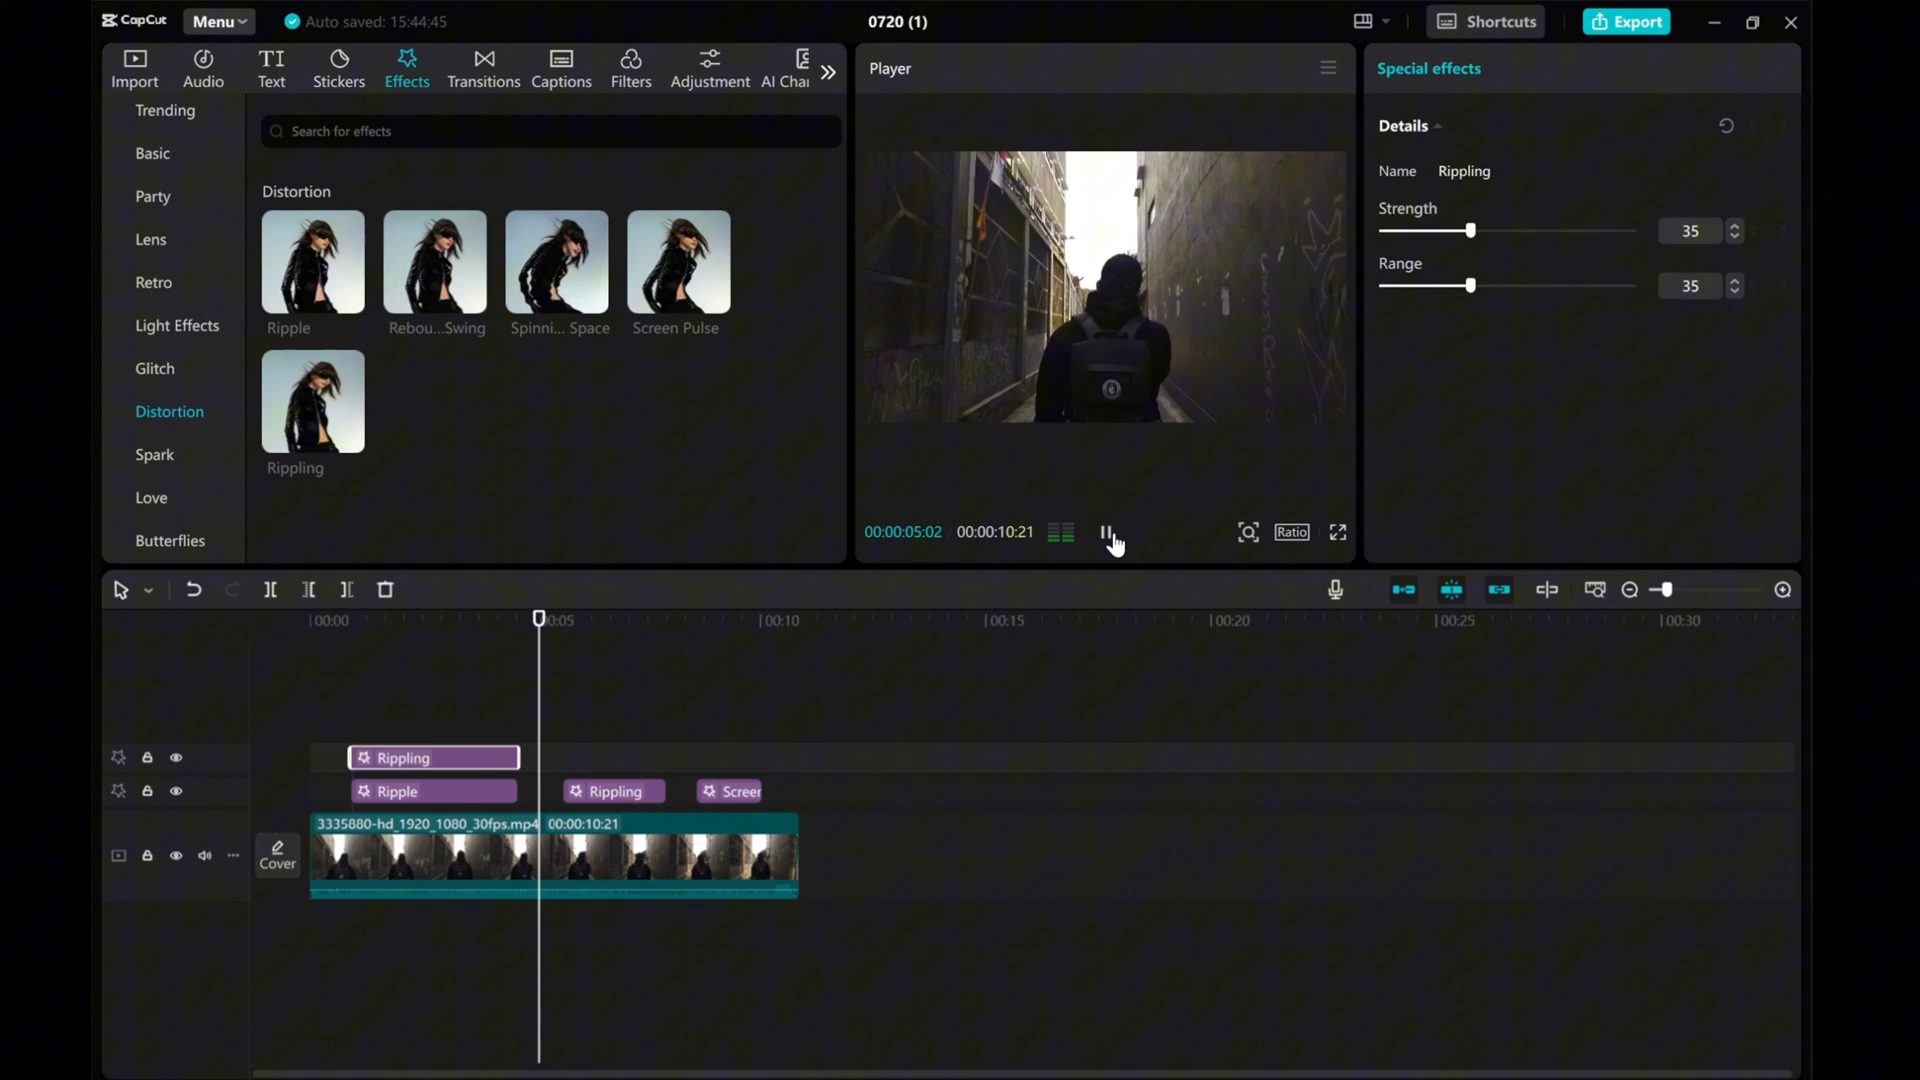 CapCut
Menu
Auto saved: 15:44:45
0720 (1)
Shortcuts
Export
Import
Audio
Text
Stickers
Effects
Transitions
Captions
Filters
Adjustment
AI Char
Trending
Basic
Party
Lens
Retro
Light Effects
Glitch
Distortion
Spark
Love
Butterflies
Search for effects
Distortion
Ripple
Rebou...Swing
Spinni... Space
Screen Pulse
Rippling
Player
00:00:05:02
00:00:10:21
Ratio
Special effects
Details
Name Rippling
Strength
35
Range
35
00:00
00:05
00:10
00:15
00:20
00:25
00:30
Rippling
Ripple
Rippling
Screer
3335880-hd_1920_1080_30fps.mp4 00:00:10:21
Cover